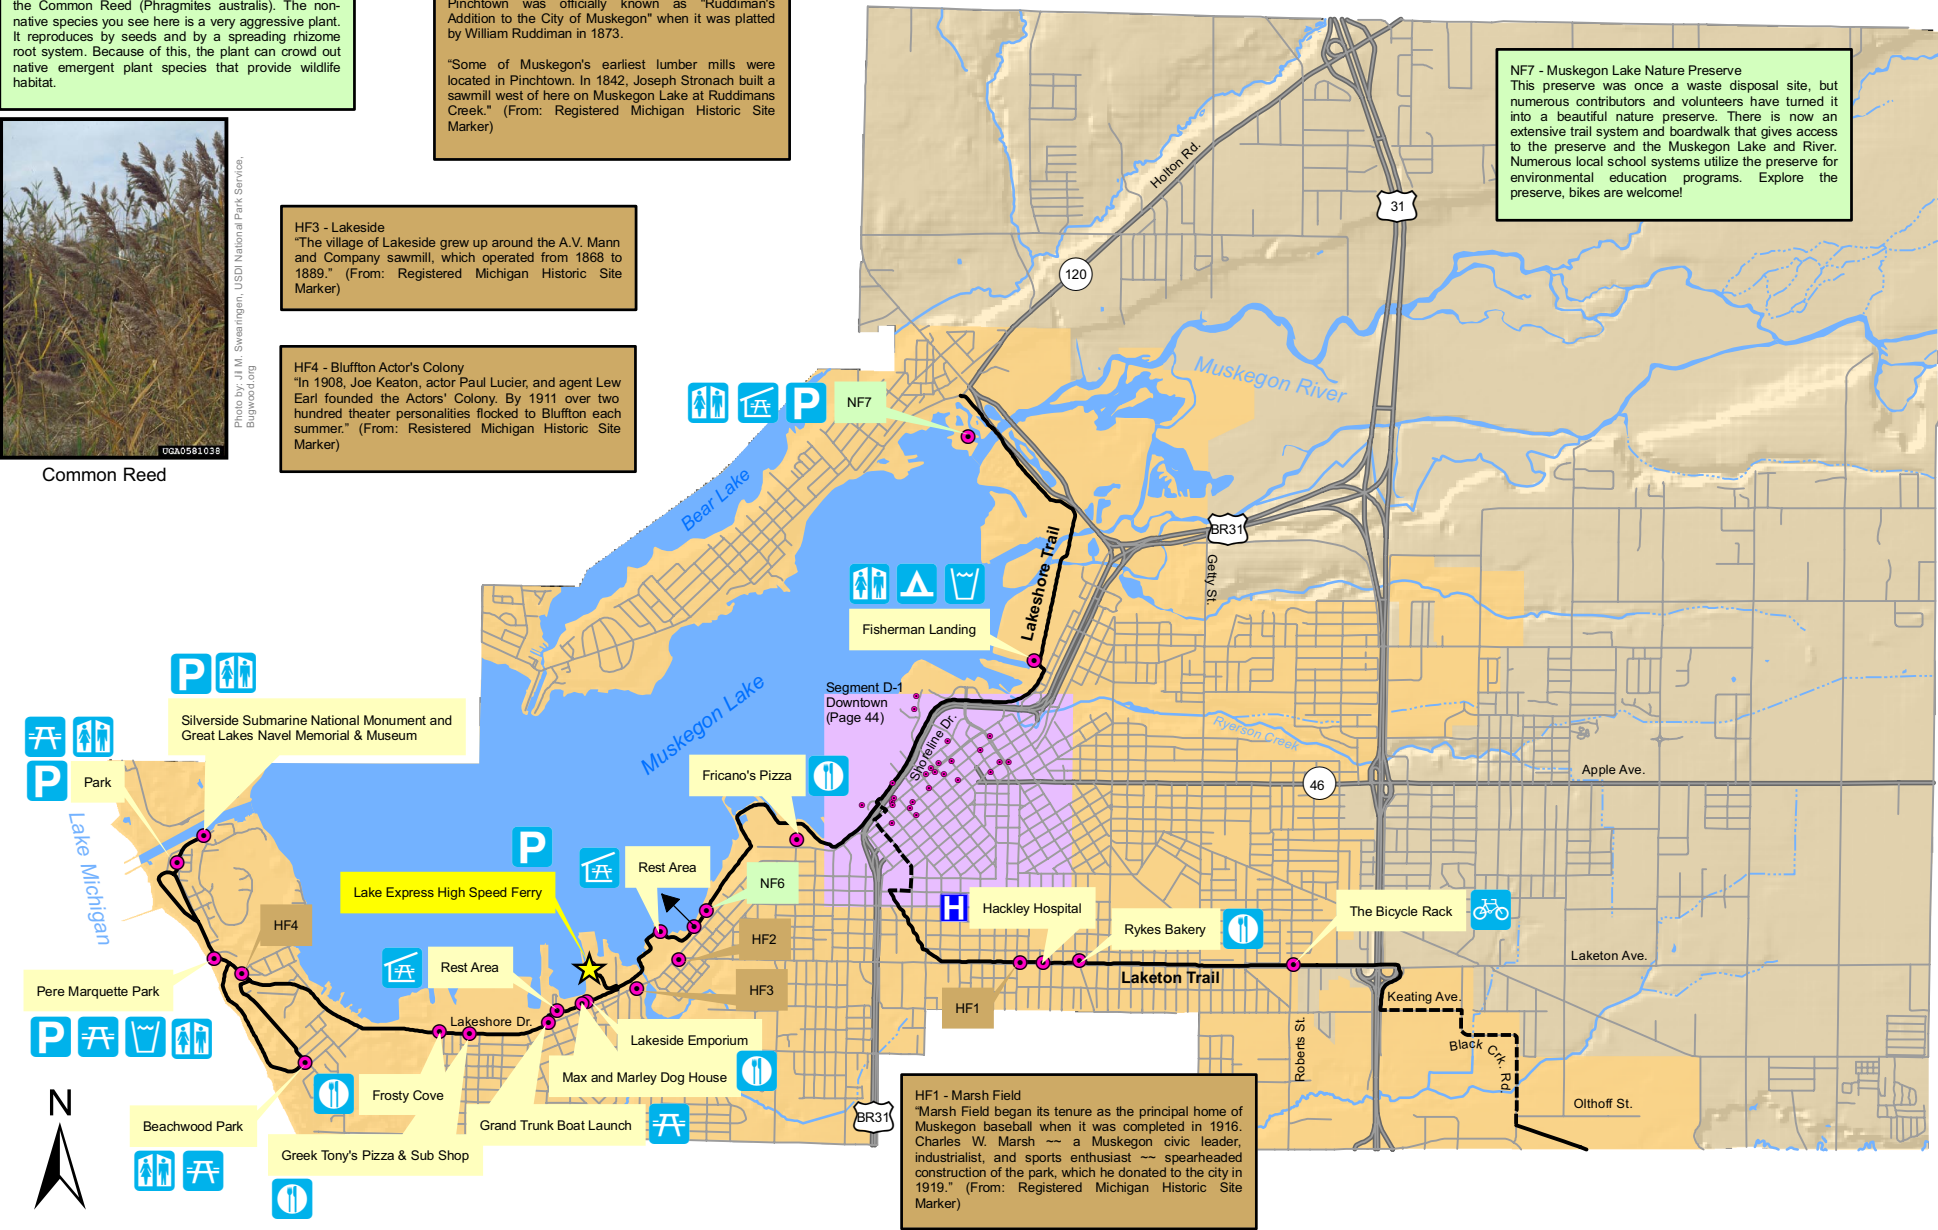 the Common Reed (Phragmites australis). The non-
native species you see here is a very aggressive plant.
It reproduces by seeds and by a spreading rhizome
root system. Because of this, the plant can crowd out
native emergent plant species that provide wildlife
habitat.
Pinchtown was officially known as "Ruddiman's
Addition to the City of Muskegon" when it was platted
by William Ruddiman in 1873.
"Some of Muskegon's earliest lumber mills were
located in Pinchtown. In 1842, Joseph Stronach built a
sawmill west of here on Muskegon Lake at Ruddimans
Creek." (From: Registered Michigan Historic Site
Marker)
NF7 - Muskegon Lake Nature Preserve
This preserve was once a waste disposal site, but
numerous contributors and volunteers have turned it
into a beautiful nature preserve. There is now an
extensive trail system and boardwalk that gives access
to the preserve and the Muskegon Lake and River.
Numerous local school systems utilize the preserve for
environmental education programs. Explore the
preserve, bikes are welcome!
Photo by: Jil M. Swearingen, USDI National Park Service,
Bugwood.org
UGA0581038
Common Reed
HF3 - Lakeside
"The village of Lakeside grew up around the A.V. Mann
and Company sawmill, which operated from 1868 to
1889." (From: Registered Michigan Historic Site
Marker)
HF4 - Bluffton Actor's Colony
"In 1908, Joe Keaton, actor Paul Lucier, and agent Lew
Earl founded the Actors' Colony. By 1911 over two
hundred theater personalities flocked to Bluffton each
summer." (From: Resistered Michigan Historic Site
Marker)
Holton Rd.
31
120
Muskegon River
P
NF7
Bear Lake
BR31
Getty St.
Lakeshore Trail
Fisherman Landing
Segment D-1
Downtown
(Page 44)
Muskegon Lake
Shoreline Dr.
Ryerson Creek
P
Silverside Submarine National Monument and
Great Lakes Navel Memorial & Museum
P
Park
Fricano's Pizza
Apple Ave.
46
Lake Michigan
P
Rest Area
Lake Express High Speed Ferry
NF6
H
Hackley Hospital
The Bicycle Rack
HF4
Rykes Bakery
HF2
Rest Area
Laketon Ave.
Laketon Trail
Pere Marquette Park
HF3
HF1
Keating Ave.
P
Lakeshore Dr.
Lakeside Emporium
Roberts St.
Black Crk. Rd
Max and Marley Dog House
Frosty Cove
N
Beachwood Park
Grand Trunk Boat Launch
BR31
Olthoff St.
Greek Tony's Pizza & Sub Shop
HF1 - Marsh Field
"Marsh Field began its tenure as the principal home of
Muskegon baseball when it was completed in 1916.
Charles W. Marsh ~~ a Muskegon civic leader,
industrialist, and sports enthusiast ~~ spearheaded
construction of the park, which he donated to the city in
1919." (From: Registered Michigan Historic Site
Marker)